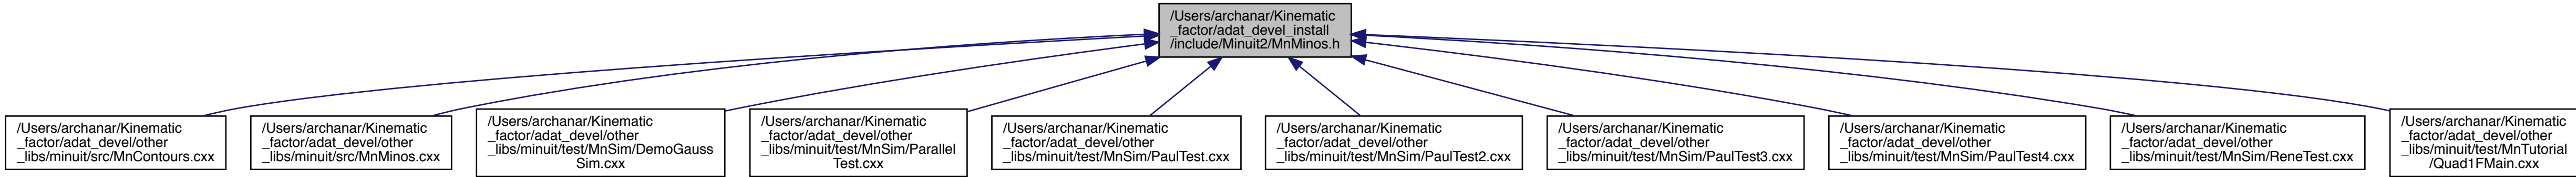 /Users/archanar/Kinematic
_factor/adat_devel_install
/include/Minuit2/MnMinos.h
/Users/archanar/Kinematic
_factor/adat_devel/other
_libs/minuit/src/MnContours.cxx
/Users/archanar/Kinematic
_factor/adat_devel/other
_libs/minuit/src/MnMinos.cxx
/Users/archanar/Kinematic
_factor/adat_devel/other
_libs/minuit/test/MnSim/DemoGauss
Sim.cxx
/Users/archanar/Kinematic
_factor/adat_devel/other
_libs/minuit/test/MnSim/Parallel
Test.cxx
/Users/archanar/Kinematic
_factor/adat_devel/other
_libs/minuit/test/MnSim/PaulTest.cxx
/Users/archanar/Kinematic
_factor/adat_devel/other
_libs/minuit/test/MnSim/PaulTest2.cxx
/Users/archanar/Kinematic
_factor/adat_devel/other
_libs/minuit/test/MnSim/PaulTest3.cxx
/Users/archanar/Kinematic
_factor/adat_devel/other
_libs/minuit/test/MnSim/PaulTest4.cxx
/Users/archanar/Kinematic
_factor/adat_devel/other
_libs/minuit/test/MnSim/ReneTest.cxx
/Users/archanar/Kinematic
_factor/adat_devel/other
_libs/minuit/test/MnTutorial
/Quad1FMain.cxx